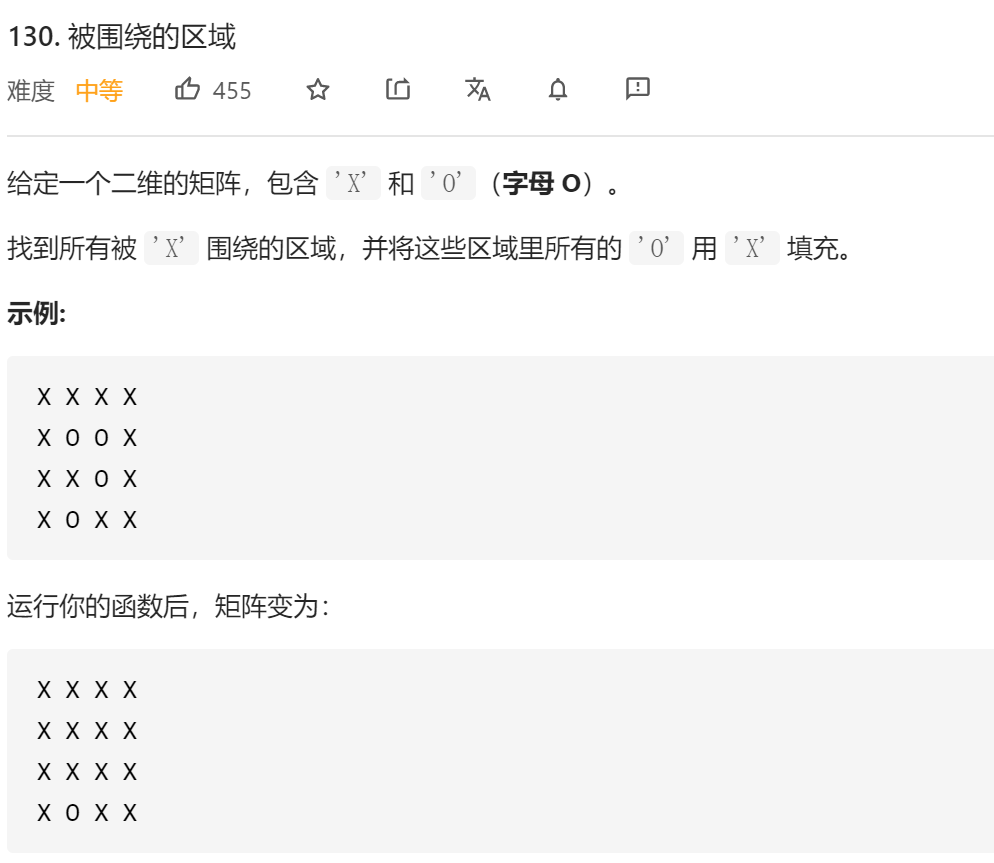 130. 被围绕的区域
难度 中等 455
给定一个二维的矩阵，包含 'X' 和 'O'（字母 O）。
找到所有被 'X' 围绕的区域，并将这些区域里所有的 'O' 用 'X' 填充。
示例:
X X X X
X O O X
X X O X
X O X X
运行你的函数后，矩阵变为：
X X X X
X X X X
X X X X
X O X X